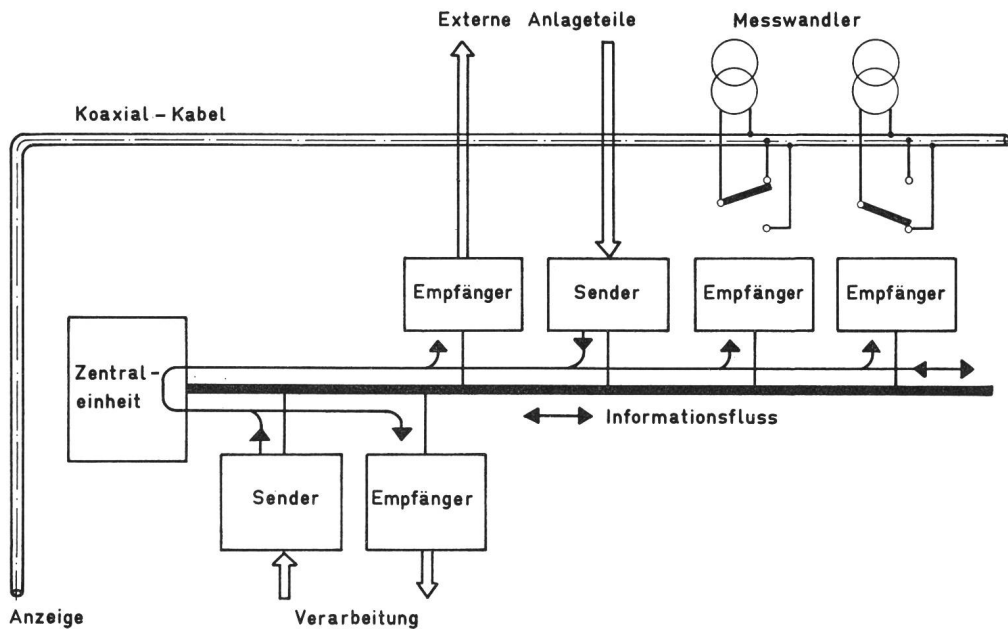 Externe Anlageteile
Messwandler
Koaxial – Kabel
Empfänger
Sender
Empfänger
Empfänger
Zentral-
einheit
Informationsfluss
Sender
Empfänger
Anzeige
Verarbeitung